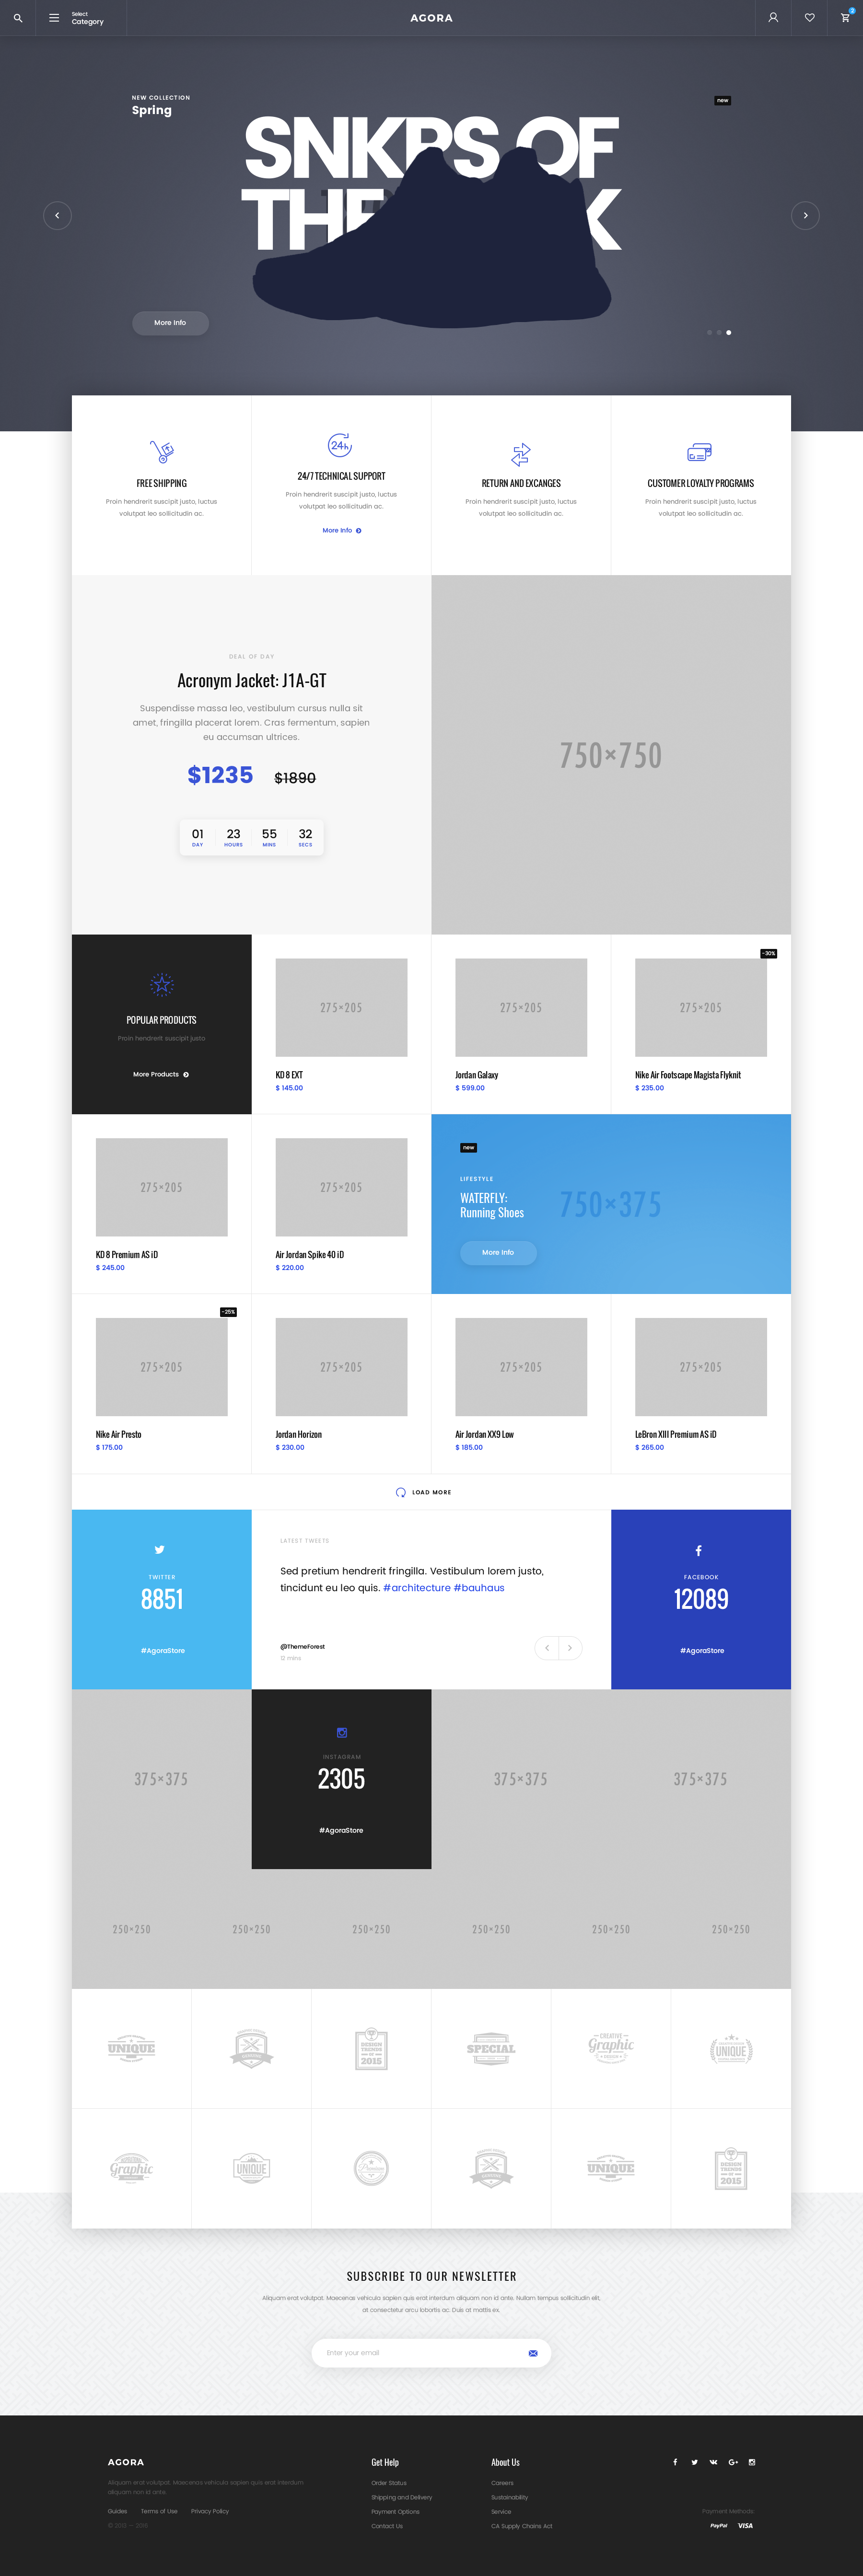 Select
Category
AGORA
2
NEW COLLECTION
Spring
new
SNKRS OF
THE
K
More Info
24h
FREE SHIPPING
Proin hendrerit suscipit justo, luctus
volutpat leo sollicitudin ac.
24/7 TECHNICAL SUPPORT
Proin hendrerit suscipit justo, luctus
volutpat leo sollicitudin ac.
More Info
RETURN AND EXCANGES
Proin hendrerit suscipit justo, luctus
volutpat leo sollicitudin ac.
CUSTOMER LOYALTY PROGRAMS
Proin hendrerit suscipit justo, luctus
volutpat leo sollicitudin ac.
DEAL OF DAY
Acronym Jacket: J1A-GT
Suspendisse massa leo, vestibulum cursus nulla sit
amet, fringilla placerat lorem. Cras fermentum, sapien
eu accumsan ultrices.
$1235 $1890
01 23 55 32
DAY HOURS MINS SECS
750×750
POPULAR PRODUCTS
Proin hendrerit suscipit justo
More Products
275×205
KD 8 EXT
$ 145.00
275×205
Jordan Galaxy
$ 599.00
-30%
275×205
Nike Air Footscape Magista Flyknit
$ 235.00
275×205
KD 8 Premium AS iD
$ 245.00
275×205
Air Jordan Spike 40 iD
$ 220.00
new
LIFESTYLE
WATERFLY:
Running Shoes
750×375
More Info
-25%
275×205
Nike Air Presto
$ 175.00
275×205
Jordan Horizon
$ 230.00
275×205
Air Jordan XX9 Low
$ 185.00
275×205
LeBron XIII Premium AS iD
$ 265.00
LOAD MORE
TWITTER
8851
#AgoraStore
LATEST TWEETS
Sed pretium hendrerit fringilla. Vestibulum lorem justo,
tincidunt eu leo quis. #architecture #bauhaus
@ThemeForest
12 mins
FACEBOOK
12089
#AgoraStore
375×375
INSTAGRAM
2305
#AgoraStore
375×375
375×375
250×250 250×250 250×250 250×250 250×250 250×250
UNIQUE
DESIGN
TRENDS
2015
SPECIAL
CREATIVE
Graphic
DESIGN
UNIQUE
Graphic
UNIQUE
Premium
UNIQUE
DESIGN
TRENDS
2015
SUBSCRIBE TO OUR NEWSLETTER
Aliquam erat volutpat. Maecenas vehicula sapien quis erat interdum aliquam non id ante. Nullam tempus sollicitudin elit,
at consectetur arcu lobortis ac. Duis at mattis es.
Enter your email
AGORA
Aliquam erat volutpat. Maecenas vehicula sapien quis erat interdum
aliquam non id ante.
Guides Terms of Use Privacy Policy
Get Help
Order Status
Shipping and Delivery
Payment Options
Contact Us
About Us
Careers
Sustainability
Service
CA Supply Chains Act
G+
Payment Methods
PayPal VISA